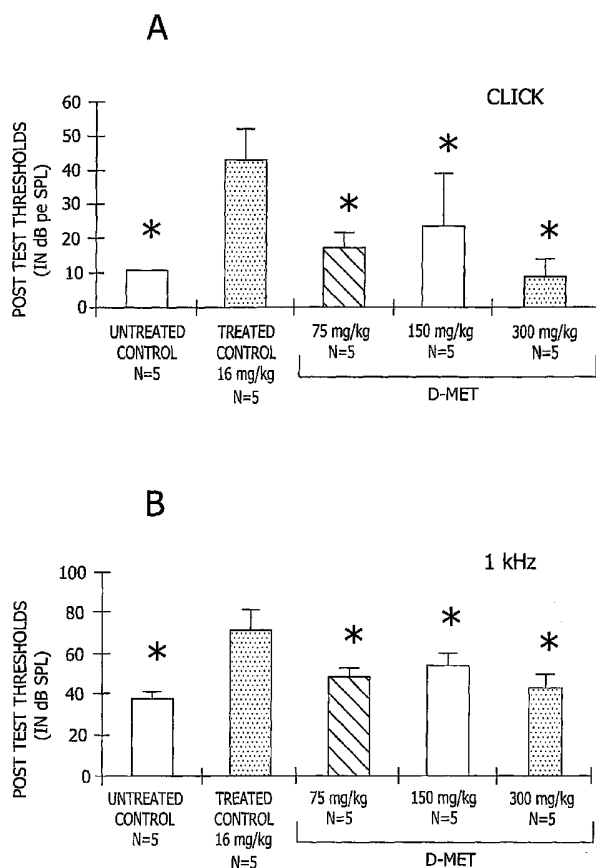 A
CLICK
POST TEST THRESHOLDS
(IN dB pe SPL)
60
50
40
30
20
10
0
*
*
*
*
UNTREATED
CONTROL
N=5
TREATED
CONTROL
16 mg/kg
N=5
75 mg/kg
N=5
150 mg/kg
N=5
300 mg/kg
N=5
D-MET
B
1 kHz
POST TEST THRESHOLDS
(IN dB SPL)
100
80
60
40
20
0
*
*
*
*
UNTREATED
CONTROL
N=5
TREATED
CONTROL
16 mg/kg
N=5
75 mg/kg
N=5
150 mg/kg
N=5
300 mg/kg
N=5
D-MET